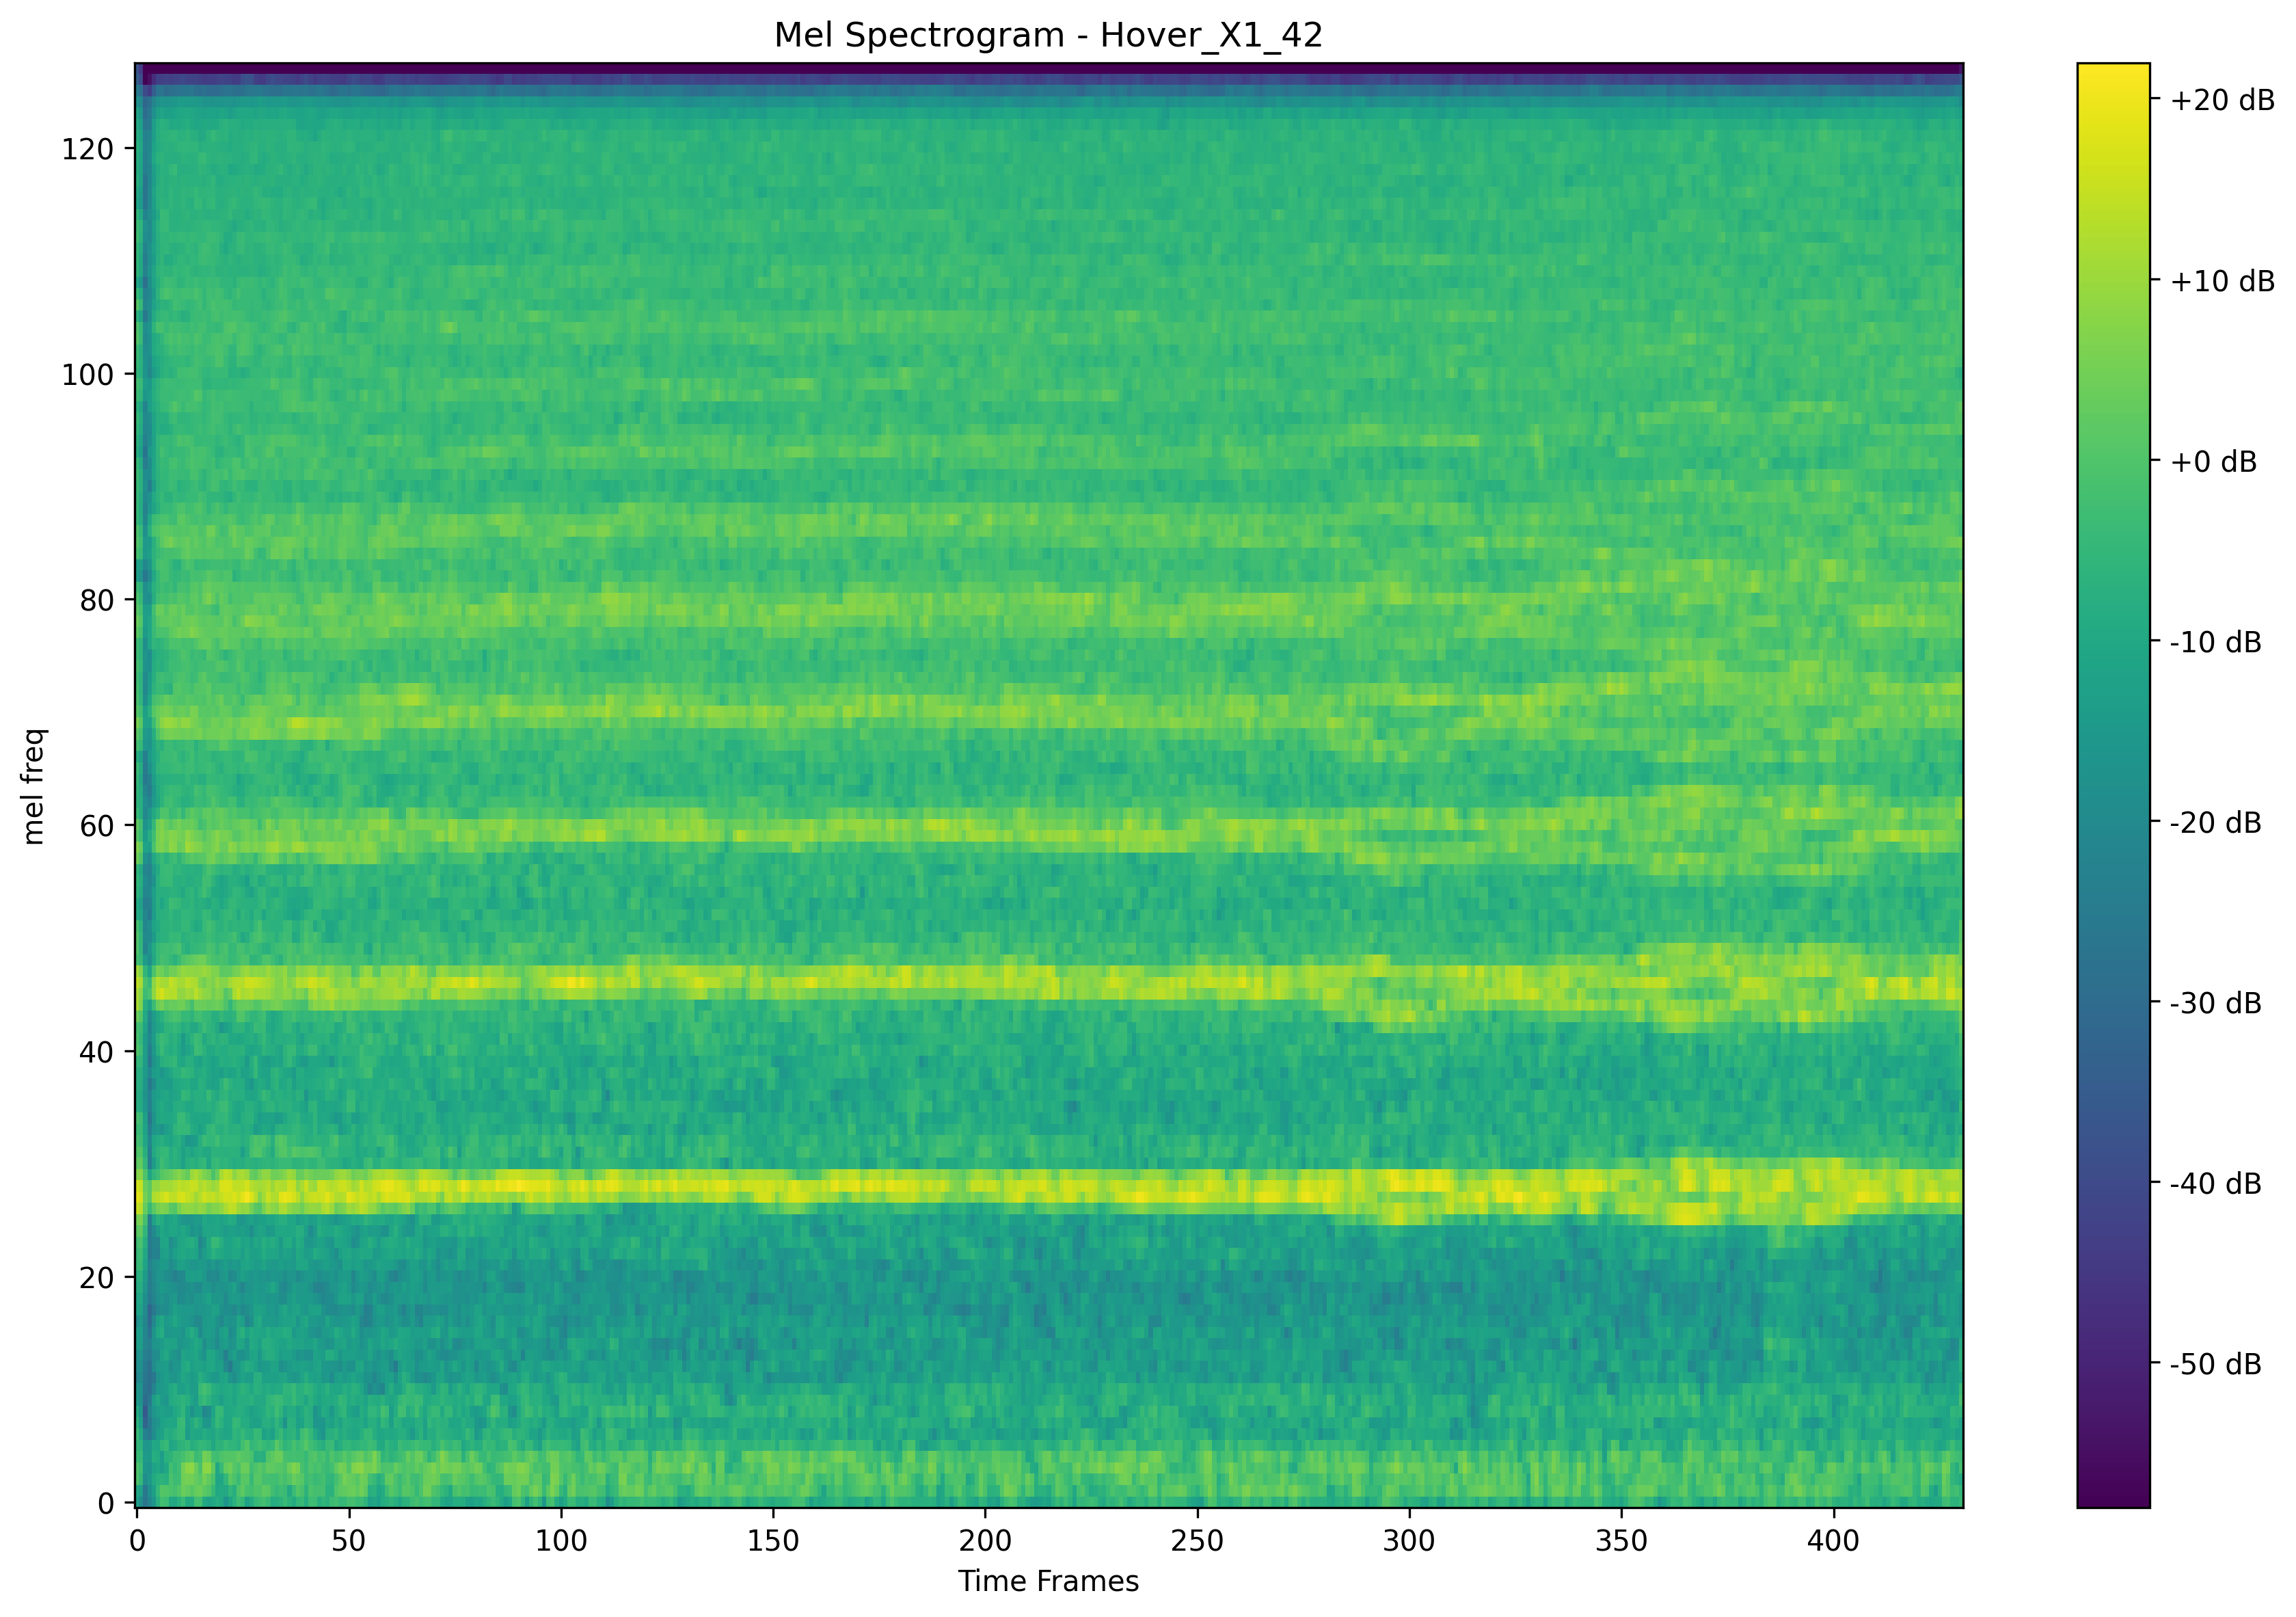 Mel Spectrogram - Hover_X1_42
mel freq
120
100
80
60
40
20
0
0 50 100 150 200 250 300 350 400
Time Frames
+20 dB
+10 dB
+0 dB
-10 dB
-20 dB
-30 dB
-40 dB
-50 dB